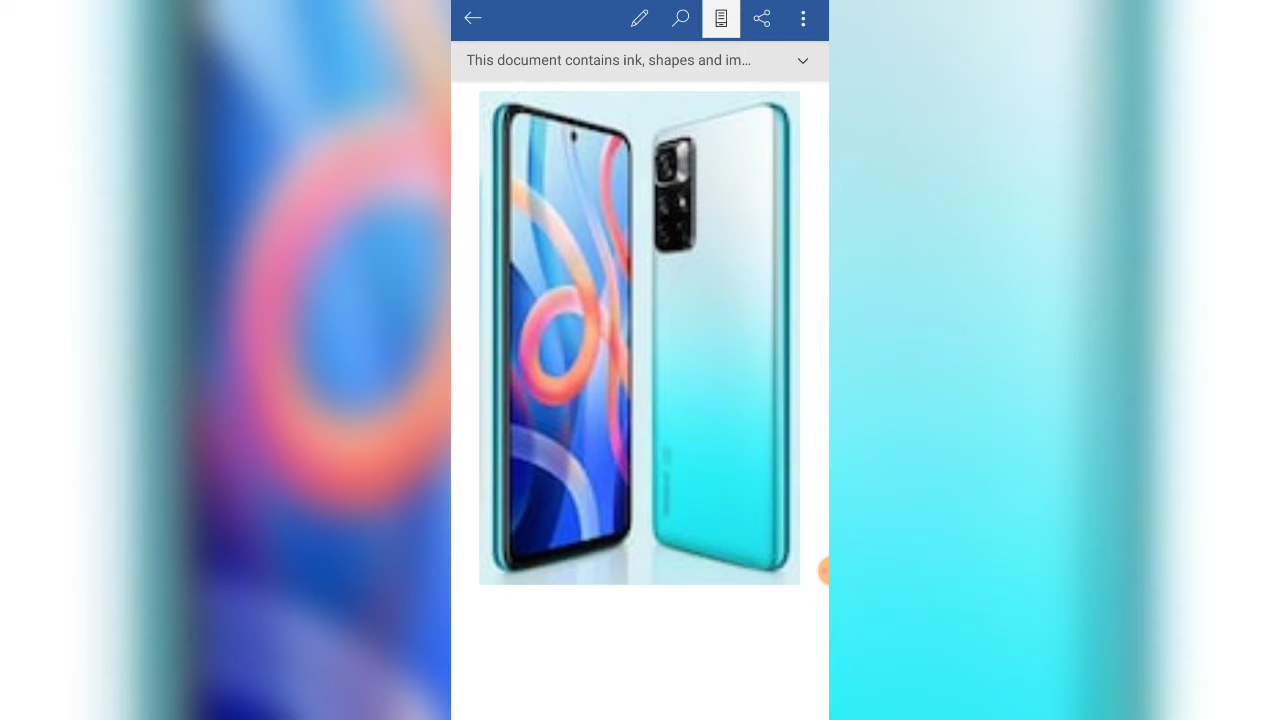 This document contains ink, shapes and im…